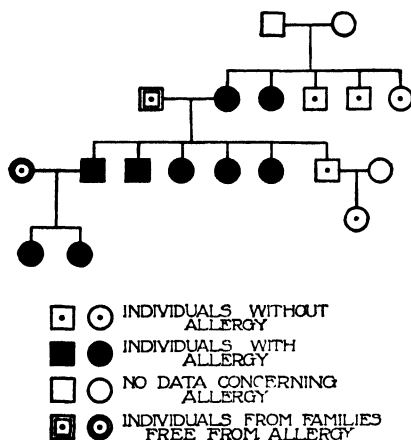 INDIVIDUALS WITHOUT
ALLERGY
INDIVIDUALS WITH
ALLERGY
NO DATA CONCERNING
ALLERGY
INDIVIDUALS FROM FAMILIES
FREE FROM ALLERGY